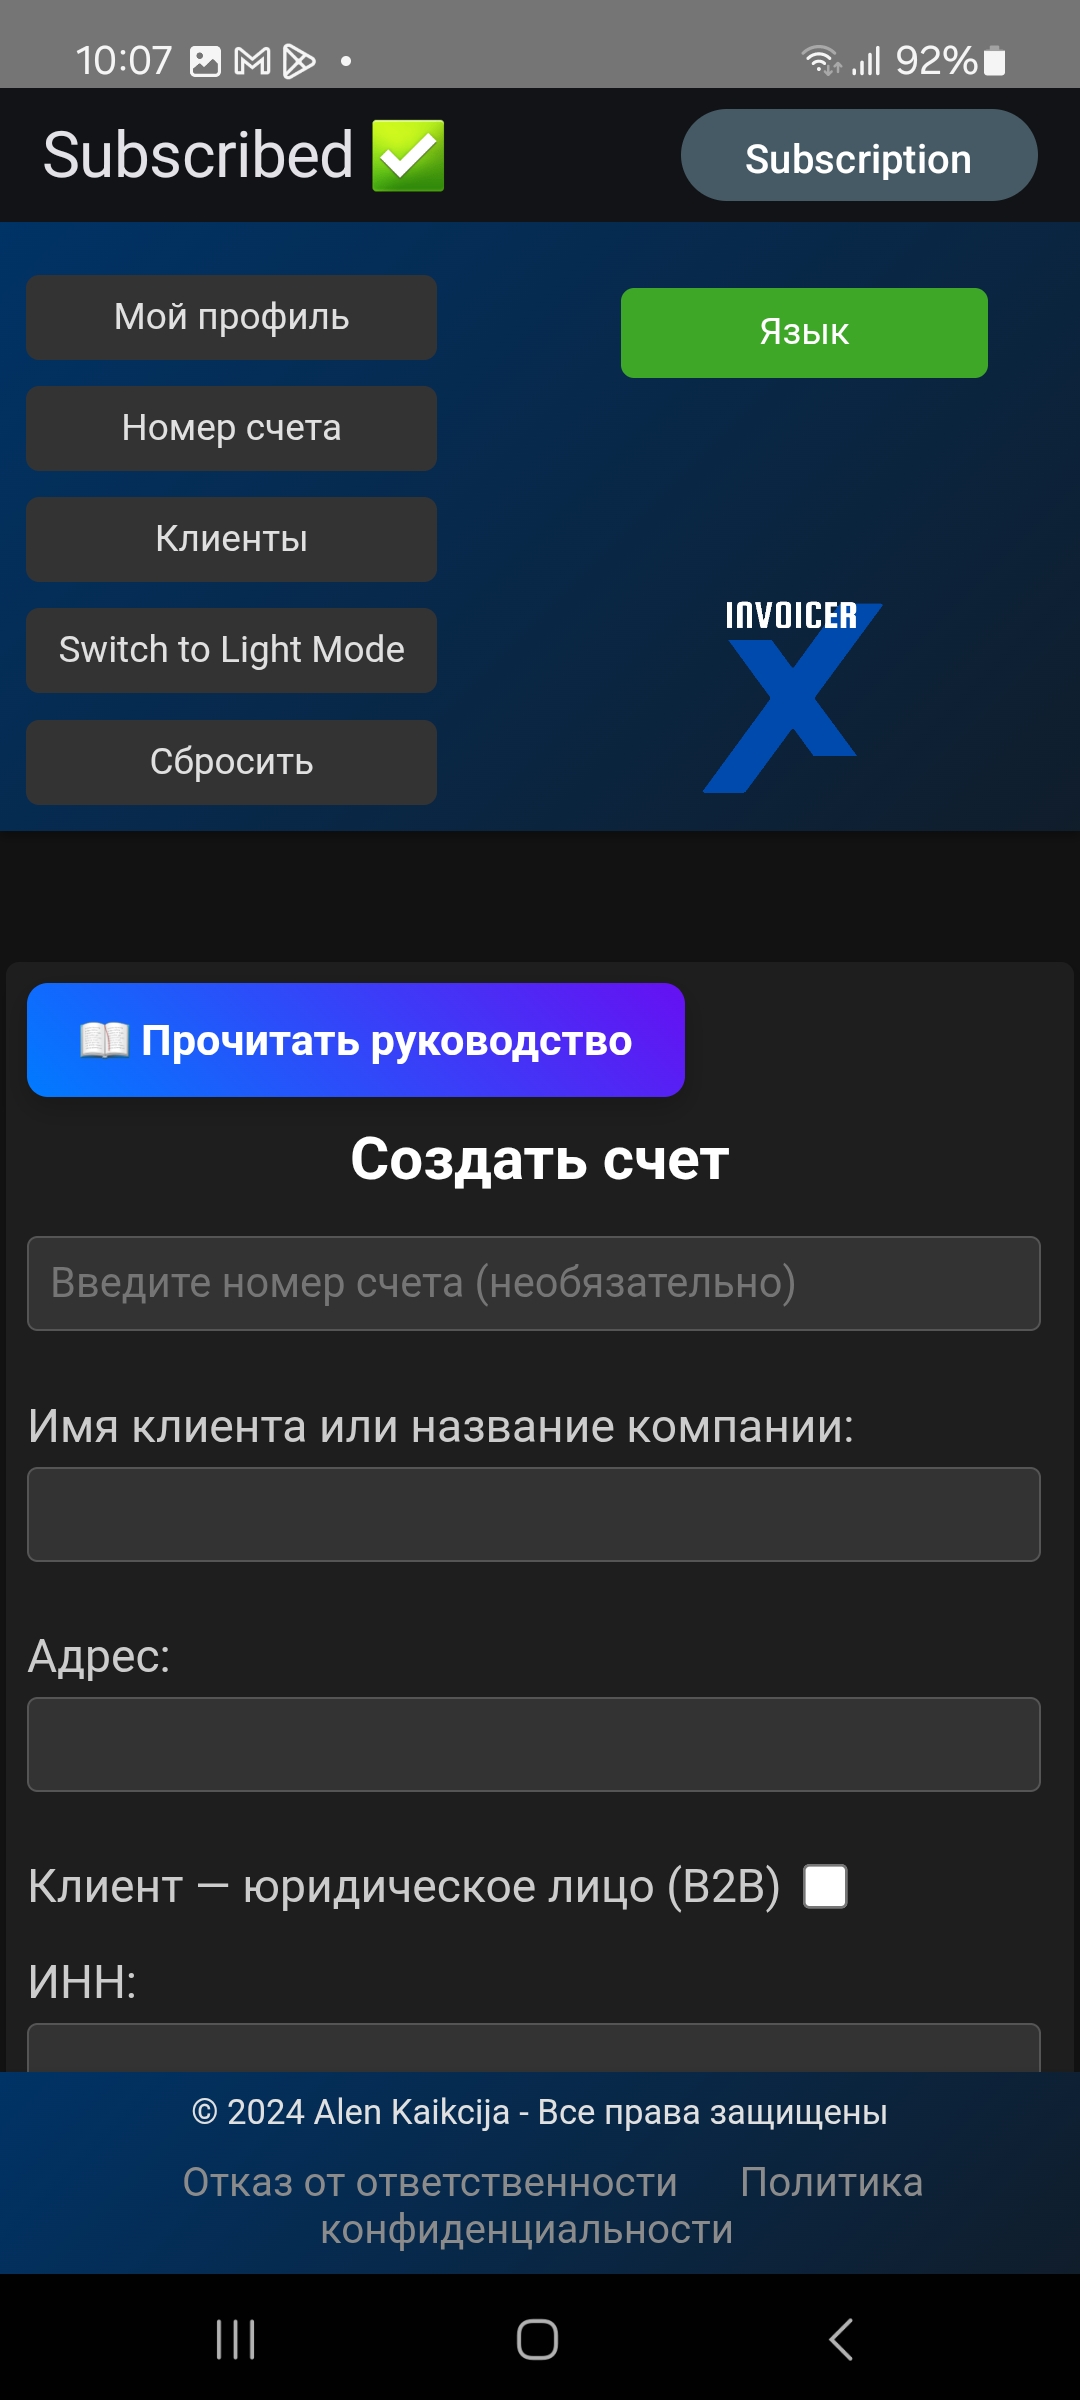 10:07
92%
Subscribed ✅
Subscription
Мой профиль
Язык
Номер счета
Клиенты
Switch to Light Mode
Сбросить
INVOICER
X
📖 Прочитать руководство
Создать счет
Введите номер счета (необязательно)
Имя клиента или название компании:
Адрес:
Клиент — юридическое лицо (B2B)
ИНН:
© 2024 Alen Kaikcija - Все права защищены
Отказ от ответственности Политика
конфиденциальности